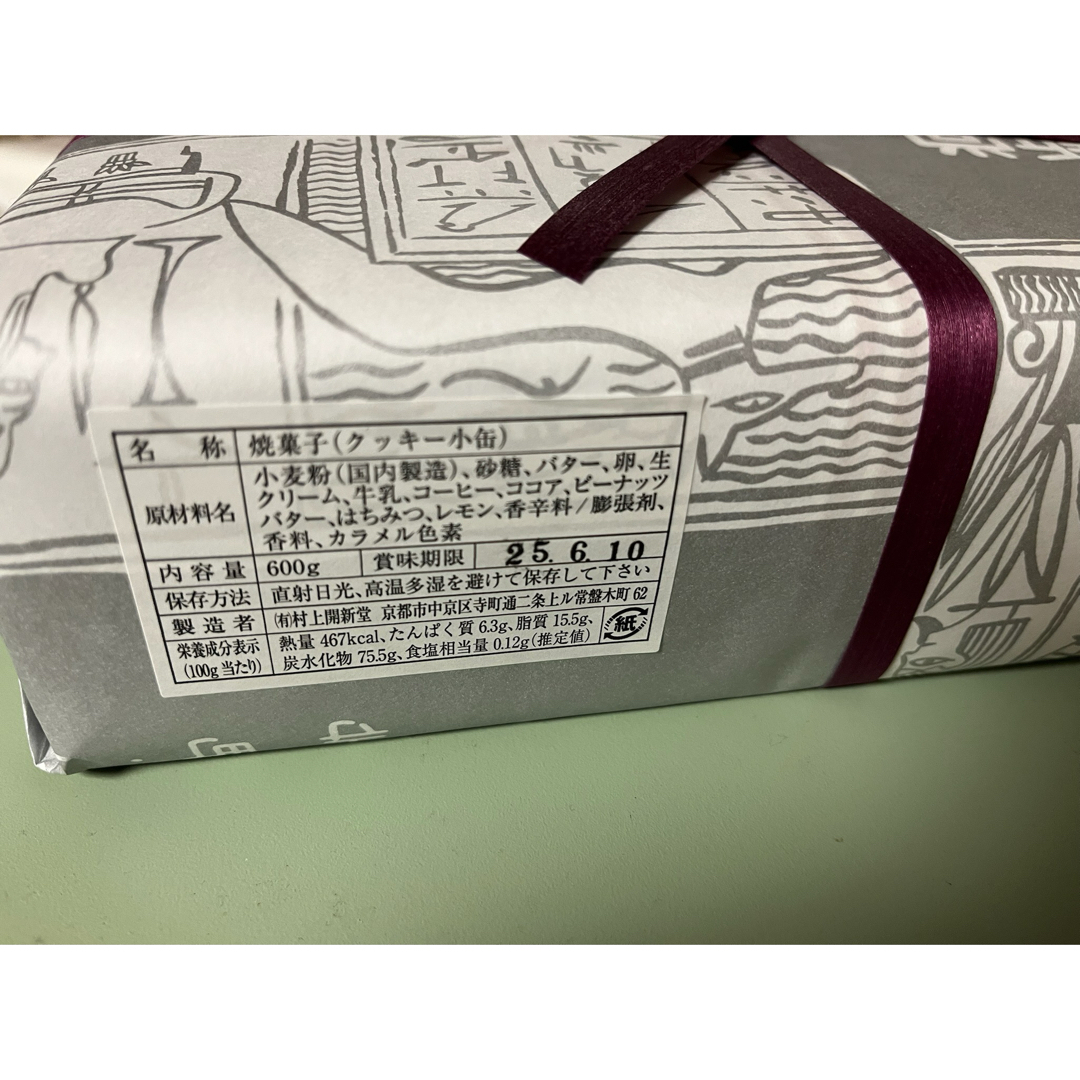 名称 焼菓子(クッキー小缶)
原材料名 小麦粉(国内製造)、砂糖、バター、卵、生
クリーム、牛乳、コーヒー、ココア、ピーナッツ
バター、はちみつ、レモン、香辛料/膨張剤、
香料、カラメル色素
内容量 600g 賞味期限 25.6.10
保存方法 直射日光、高温多湿を避けて保存して下さい
製造者 ㈲村上開新堂 京都市中京区寺町通二条上ル常盤木町62
栄養成分表示 熱量 467kcal、たんぱく質 6.3g、脂質 15.5g、
(100g当たり) 炭水化物 75.5g、食塩相当量 0.12g(推定値)
紙